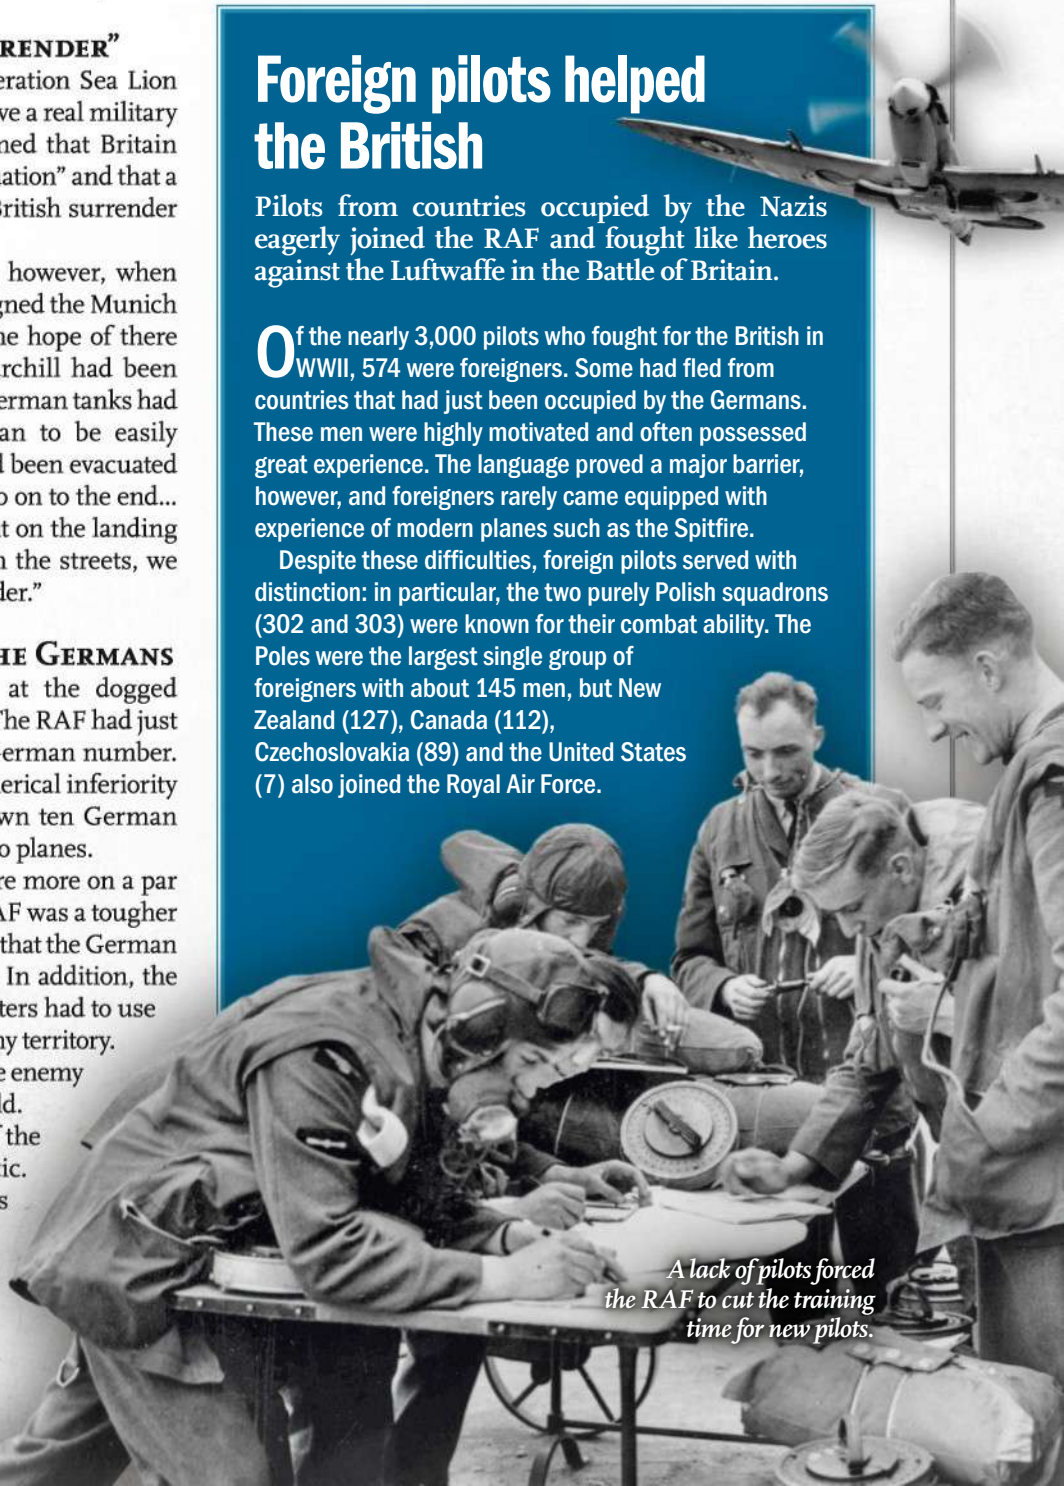 RENDER”
eration Sea Lion
ve a real military
ned that Britain
ation” and that a
British surrender
however, when
gned the Munich
ne hope of there
rchill had been
erman tanks had
an to be easily
d been evacuated
o on to the end...
t on the landing
n the streets, we
der.”
HE GERMANS
at the dogged
The RAF had just
German number.
erical inferiority
wn ten German
o planes.
re more on a par
AF was a tougher
that the German
In addition, the
ters had to use
ny territory.
e enemy
ld.
f the
tic.
s
Foreign pilots helped
the British
Pilots from countries occupied by the Nazis
eagerly joined the RAF and fought like heroes
against the Luftwaffe in the Battle of Britain.
Of the nearly 3,000 pilots who fought for the British in
WWII, 574 were foreigners. Some had fled from
countries that had just been occupied by the Germans.
These men were highly motivated and often possessed
great experience. The language proved a major barrier,
however, and foreigners rarely came equipped with
experience of modern planes such as the Spitfire.
Despite these difficulties, foreign pilots served with
distinction: in particular, the two purely Polish squadrons
(302 and 303) were known for their combat ability. The
Poles were the largest single group of
foreigners with about 145 men, but New
Zealand (127), Canada (112),
Czechoslovakia (89) and the United States
(7) also joined the Royal Air Force.
A lack of pilots forced
the RAF to cut the training
time for new pilots.